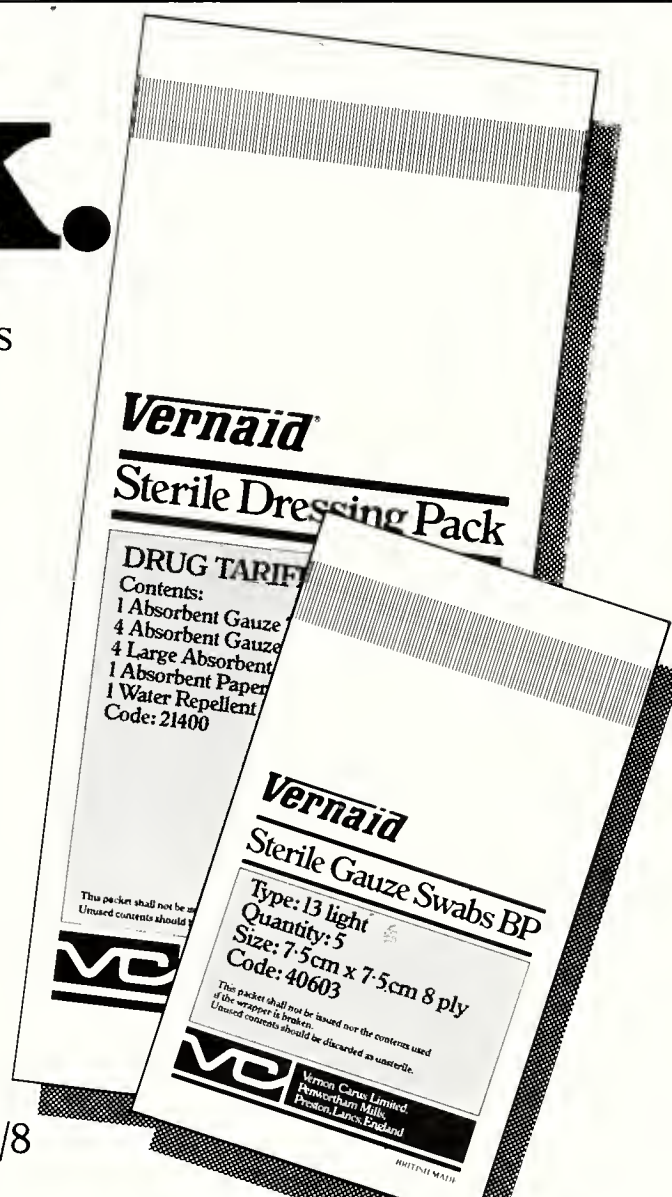 k.
s
Vernaid®
Sterile Dressing Pack
DRUG TARIFF
Contents:
1 Absorbent Gauze
4 Absorbent Gauze
4 Large Absorbent
1 Absorbent Paper
1 Water Repellent
Code: 21400
This packet shall not be
Unused contents should
VC
/8
Vernaid
Sterile Gauze Swabs BP
Type: 13 light
Quantity: 5
Size: 7·5cm x 7·5cm 8 ply
Code: 40603
This packet shall not be issued nor the contents used
if the wrapper is broken.
Unused contents should be discarded as unsterile.
VC
Vernon Carus Limited,
Penwortham Mills,
Preston, Lancs, England
BRITISH MADE